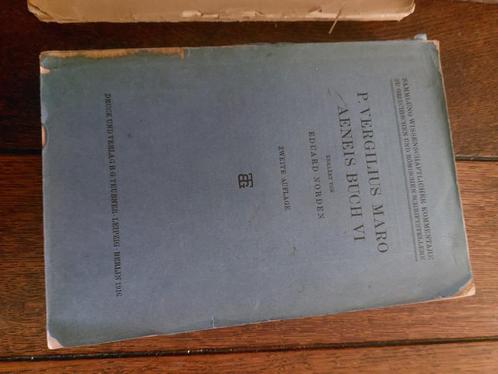 SAMMLUNG WISSENSCHAFTLICHER KOMMENTARE
ZU GRIECHISCHEN UND RÖMISCHEN SCHRIFTSTELLERN
P. VERGILIUS MARO
AENEIS BUCH VI
ERKLÄRT VON
EDUARD NORDEN
ZWEITE AUFLAGE
BGT
DRUCK UND VERLAG B. G. TEUBNER · LEIPZIG · BERLIN 1916